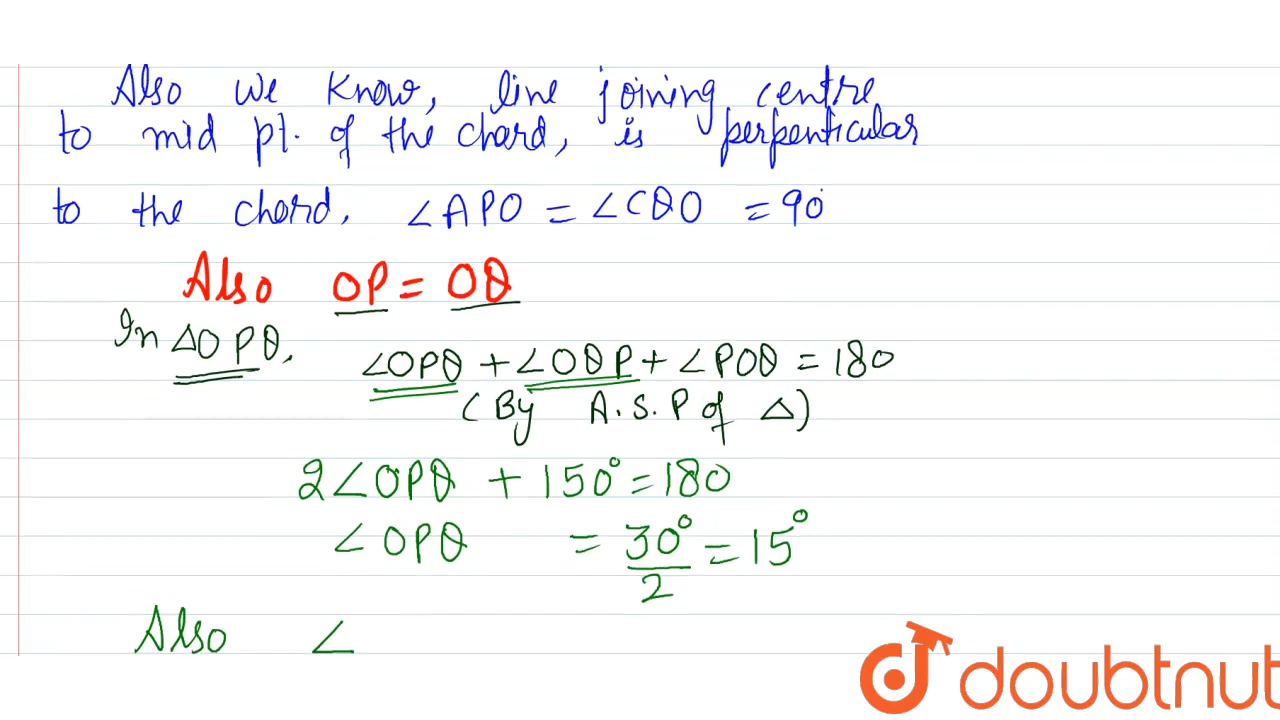 Also we know, line joining centre
to mid pt. of the chord, is perpenticular
to the chord, ∠APO = ∠CQO = 90
Also OP = OQ
In △OPQ,
∠OPQ + ∠OQP + ∠POQ = 180
(By A.S.P of △)
2∠OPQ + 150° = 180
∠OPQ = 30°/2 = 15°
Also ∠
doubtnut